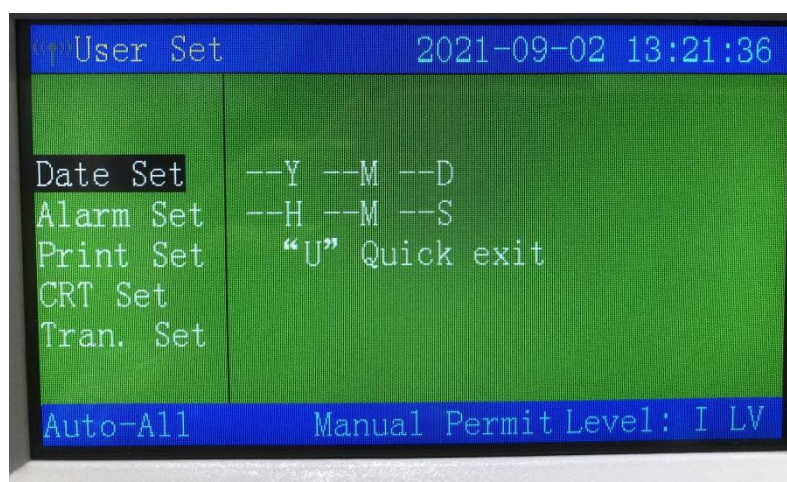 User Set 2021-09-02 13:21:36
Date Set --Y --M --D
Alarm Set --H --M --S
Print Set “U” Quick exit
CRT Set
Tran. Set
Auto-All Manual Permit Level: I LV